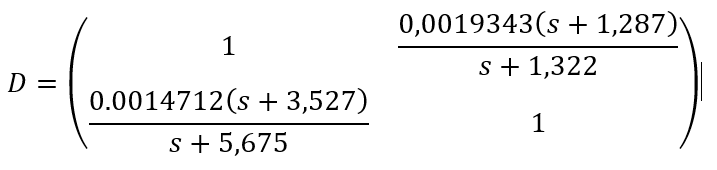 D = ( 1 0,0019343(s + 1,287) / s + 1,322
0.0014712(s + 3,527) / s + 5,675 1 )